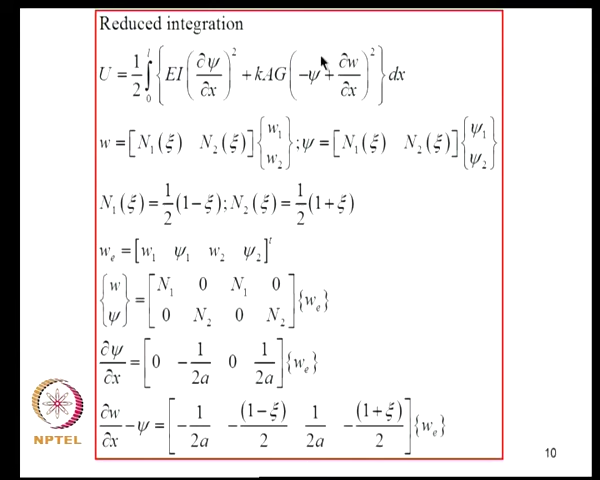 Reduced integration
U = 1/2 ∫₀ˡ { EI (∂ψ/∂x)² + kAG (−ψ + ∂w/∂x)² } dx
w = [N₁(ξ) N₂(ξ)] {w₁ w₂}; ψ = [N₁(ξ) N₂(ξ)] {ψ₁ ψ₂}
N₁(ξ) = 1/2 (1−ξ); N₂(ξ) = 1/2 (1+ξ)
wₑ = [w₁ ψ₁ w₂ ψ₂]ᵗ
{w ψ} = [N₁ 0 N₁ 0; 0 N₂ 0 N₂] {wₑ}
∂ψ/∂x = [0 −1/2a 0 1/2a] {wₑ}
∂w/∂x − ψ = [−1/2a −(1−ξ)/2 1/2a −(1+ξ)/2] {wₑ}
NPTEL
10